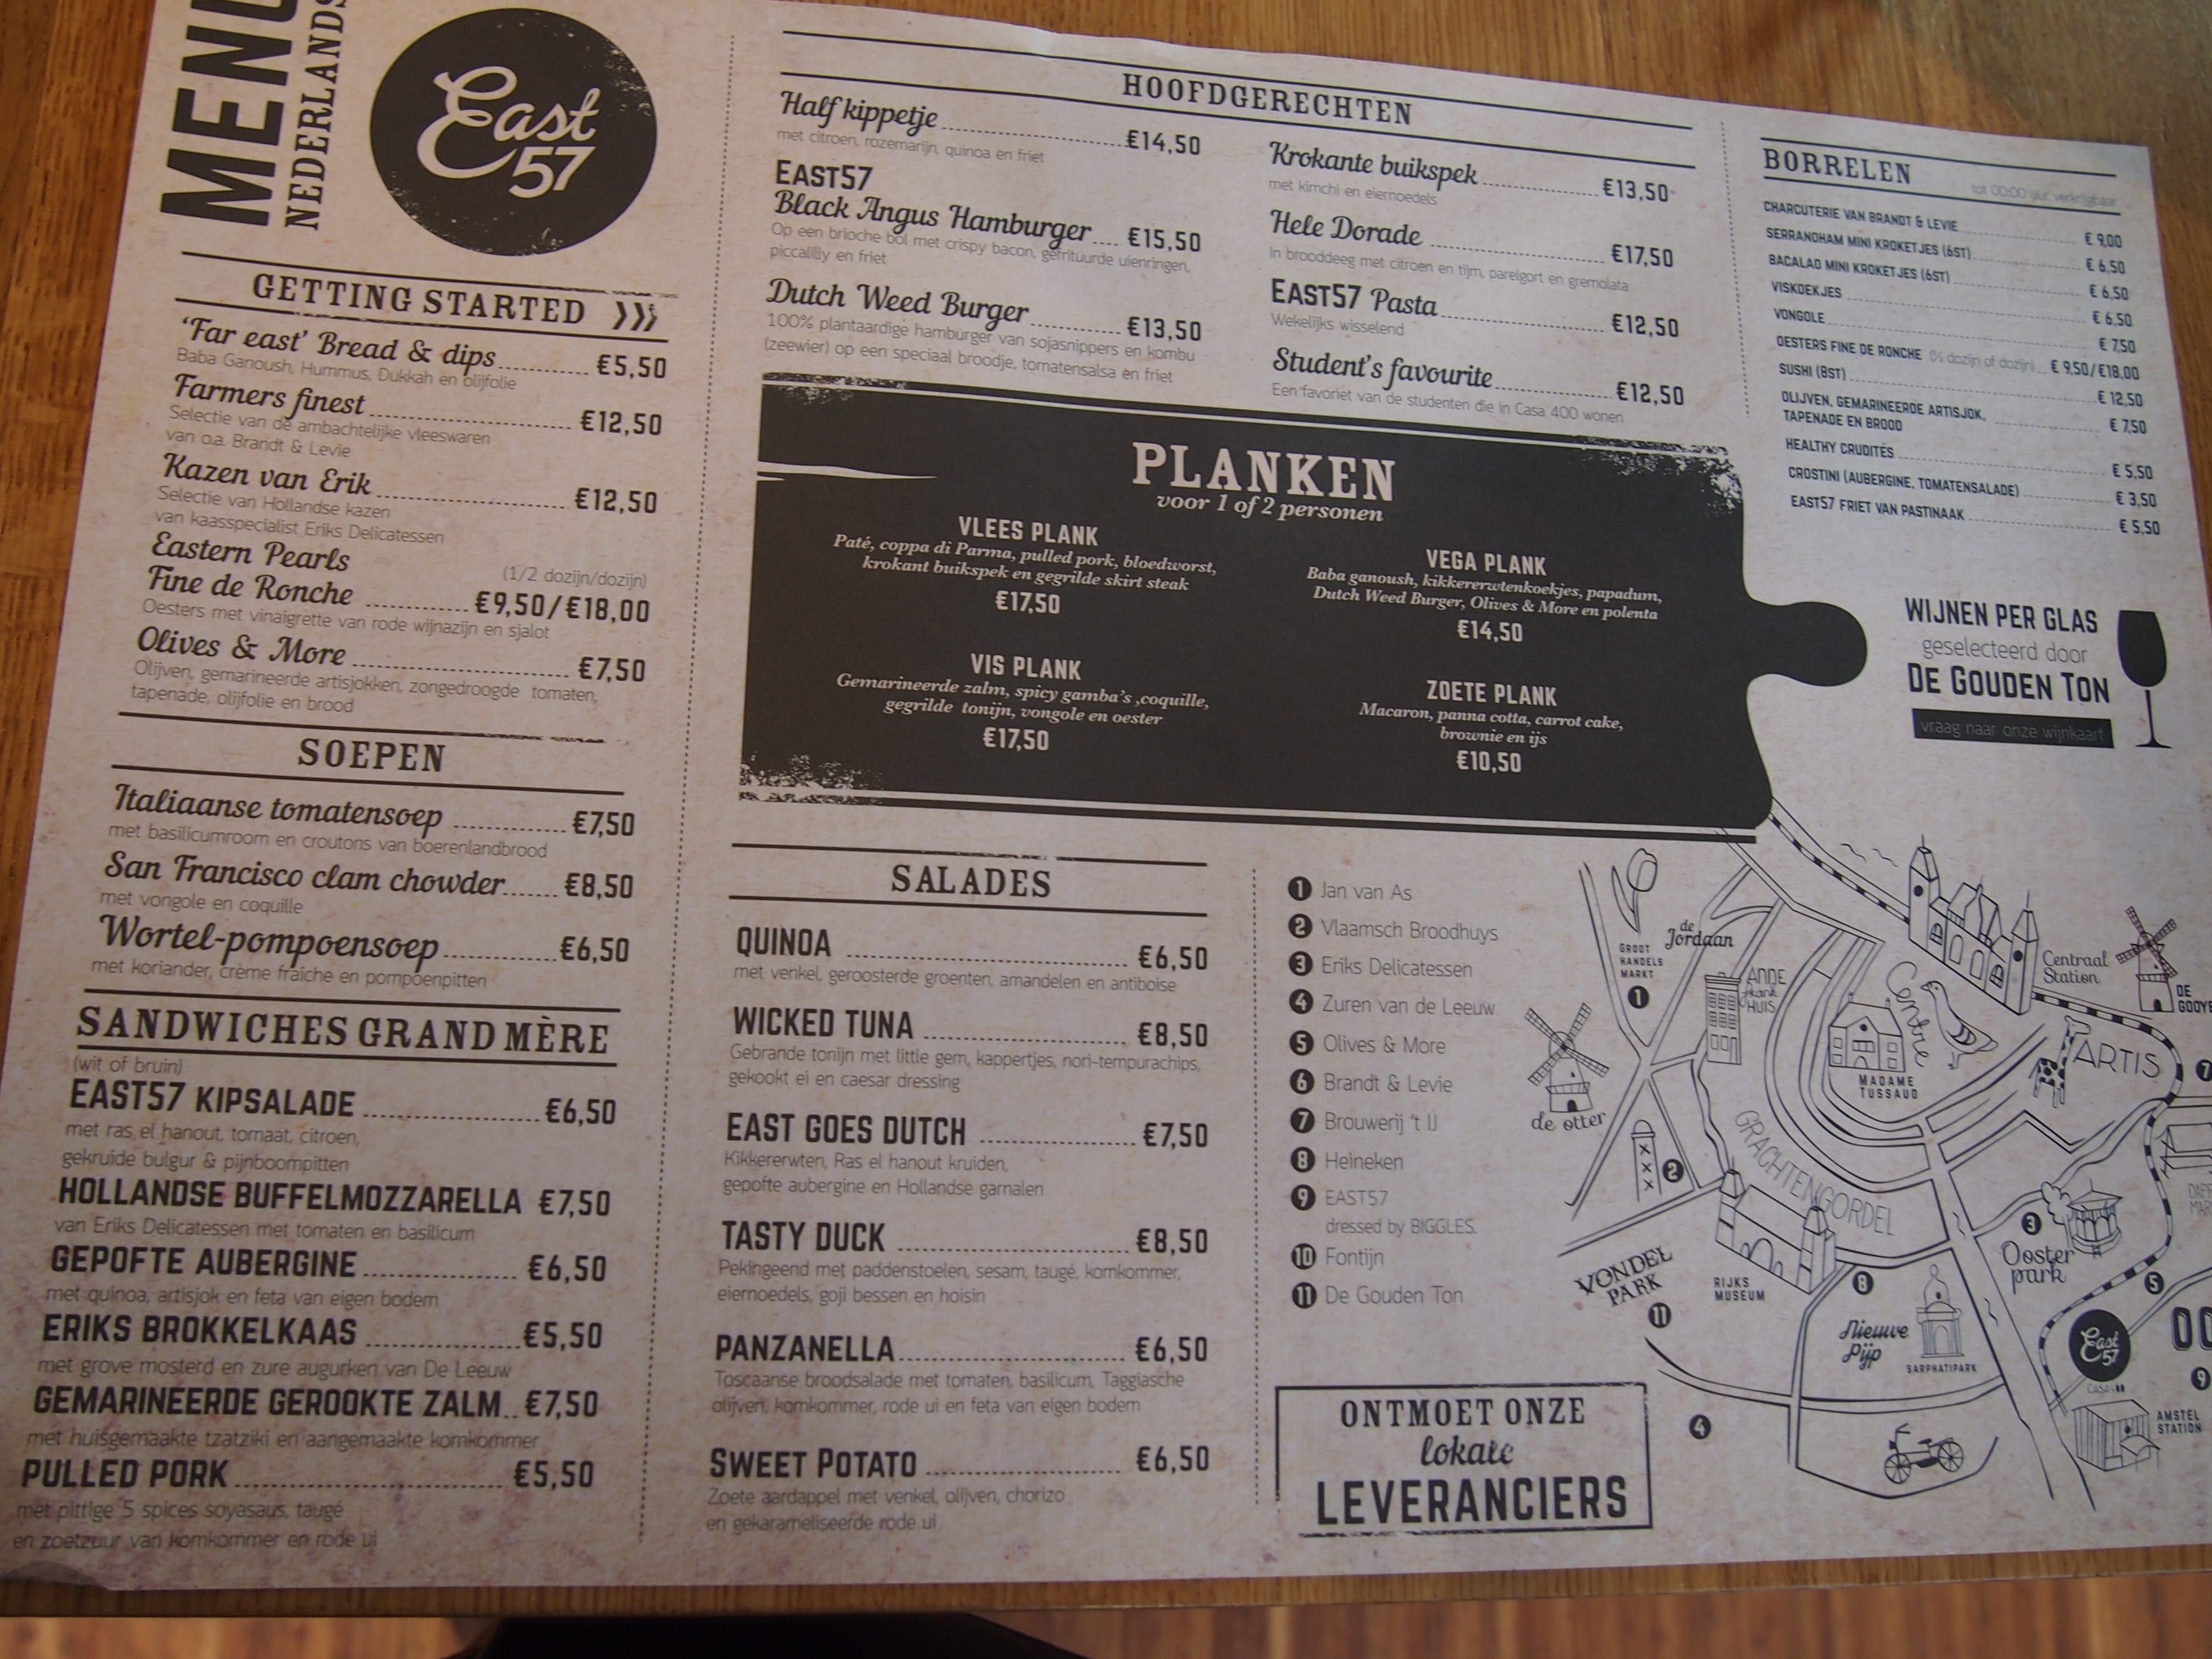 MENU
NEDERLANDS
East
57
GETTING STARTED
'Far east' Bread & dips........... €5,50
Baba Ganoush, Hummus, Dukkah en olijfolie
Farmers finest........................ €12,50
Selectie van de ambachtelijke vleeswaren
van o.a. Brandt & Levie
Kazen van Erik....................... €12,50
Selectie van Hollandse kazen
van kaasspecialist Eriks Delicatessen
Eastern Pearls (1/2 dozijn/dozijn)
Fine de Ronche ............ €9,50/€18,00
Oesters met vinaigrette van rode wijnazijn en sjalot
Olives & More ........................... €7,50
Olijven, gemarineerde artisjokken, zongedroogde tomaten,
tapenade, olijfolie en brood
SOEPEN
Italiaanse tomatensoep ............. €7,50
met basilicumroom en croutons van boerenlandbrood
San Francisco clam chowder...... €8,50
met vongole en coquille
Wortel-pompoensoep.............. €6,50
met koriander, crème fraîche en pompoenpitten
SANDWICHES GRAND MÈRE
(wit of bruin)
EAST57 KIPSALADE .................... €6,50
met ras el hanout, tomaat, citroen,
gekruide bulgur & pijnboompitten
HOLLANDSE BUFFELMOZZARELLA €7,50
van Eriks Delicatessen met tomaten en basilicum
GEPOFTE AUBERGINE.................. €6,50
met quinoa, artisjok en feta van eigen bodem
ERIKS BROKKELKAAS .................. €5,50
met grove mosterd en zure augurken van De Leeuw
GEMARINEERDE GEROOKTE ZALM.. €7,50
met huisgemaakte tzatziki en aangemaakte komkommer
PULLED PORK.............................. €5,50
met pittige 5 spices soyasaus, taugé
en zoetzuur van komkommer en rode ui
HOOFDGERECHTEN
Half kippetje........................ €14,50
met citroen, rozemarijn, quinoa en friet
EAST57
Black Angus Hamburger.... €15,50
Op een brioche bol met crispy bacon, gefrituurde uienringen,
piccalilly en friet
Dutch Weed Burger............ €13,50
100% plantaardige hamburger van sojasnippers en kombu
(zeewier) op een speciaal broodje, tomatensalsa en friet
Krokante buikspek................ €13,50
met kimchi en eiernoedels
Hele Dorade ........................ €17,50
In brooddeeg met citroen en tijm, parelgort en gremolata
EAST57 Pasta....................... €12,50
Wekelijks wisselend
Student's favourite................ €12,50
Een favoriet van de studenten die in Casa 400 wonen
BORRELEN
tot 00:00 uur verkrijgbaar
CHARCUTERIE VAN BRANDT & LEVIE.................... € 9,00
SERRANOHAM MINI KROKETJES (6ST)................... € 6,50
BACALAO MINI KROKETJES (6ST)........................ € 6,50
VISKOEKJES .................................... € 6,50
VONGOLE........................................ € 7,50
OESTERS FINE DE RONCHE (½ dozijn of dozijn)... € 9,50/€18,00
SUSHI (8ST)..................................... € 12,50
OLIJVEN, GEMARINEERDE ARTISJOK,
TAPENADE EN BROOD .................... € 7,50
HEALTHY CRUDITÉS ............................ € 5,50
CROSTINI (AUBERGINE, TOMATENSALADE) .............. € 3,50
EAST57 FRIET VAN PASTINAAK ........................ € 5,50
PLANKEN
voor 1 of 2 personen
VLEES PLANK
Paté, coppa di Parma, pulled pork, bloedworst,
krokant buikspek en gegrilde skirt steak
€17,50
VEGA PLANK
Baba ganoush, kikkererwtenkoekjes, papadum,
Dutch Weed Burger, Olives & More en polenta
€14,50
VIS PLANK
Gemarineerde zalm, spicy gamba's ,coquille,
gegrilde tonijn, vongole en oester
€17,50
ZOETE PLANK
Macaron, panna cotta, carrot cake,
brownie en ijs
€10,50
WIJNEN PER GLAS
geselecteerd door
DE GOUDEN TON
vraag naar onze wijnkaart
SALADES
QUINOA .......................................... €6,50
met venkel, geroosterde groenten, amandelen en antiboise
WICKED TUNA .............................. €8,50
Gebrande tonijn met little gem, kappertjes, nori-tempurachips,
gekookt ei en caesar dressing
EAST GOES DUTCH ...................... €7,50
Kikkererwten, Ras el hanout kruiden,
gepofte aubergine en Hollandse garnalen
TASTY DUCK ................................ €8,50
Pekingeend met paddenstoelen, sesam, taugé, komkommer,
eiernoedels, goji bessen en hoisin
PANZANELLA................................ €6,50
Toscaanse broodsalade met tomaten, basilicum, Taggiasche
olijven, komkommer, rode ui en feta van eigen bodem
SWEET POTATO ............................ €6,50
Zoete aardappel met venkel, olijven, chorizo
en gekarameliseerde rode ui
1 Jan van As
2 Vlaamsch Broodhuys
3 Eriks Delicatessen
4 Zuren van de Leeuw
5 Olives & More
6 Brandt & Levie
7 Brouwerij 't IJ
8 Heineken
9 EAST57
dressed by BIGGLES.
10 Fontijn
11 De Gouden Ton
ONTMOET ONZE
lokale
LEVERANCIERS
GROOT
HANDELS
MARKT
1
de
Jordaan
ANNE
frank
HUIS
Centraal
Station
DE
GOOYE
Centre
MADAME
TUSSAUD
ARTIS
7
de otter
XXX
2
GRACHTENGORDEL
3
Ooster
park
5
VONDEL
PARK
11
RIJKS
MUSEUM
8
Nieuwe
Pijp
SARPHATIPARK
East
57
CASA400
9
4
AMSTEL
STATION